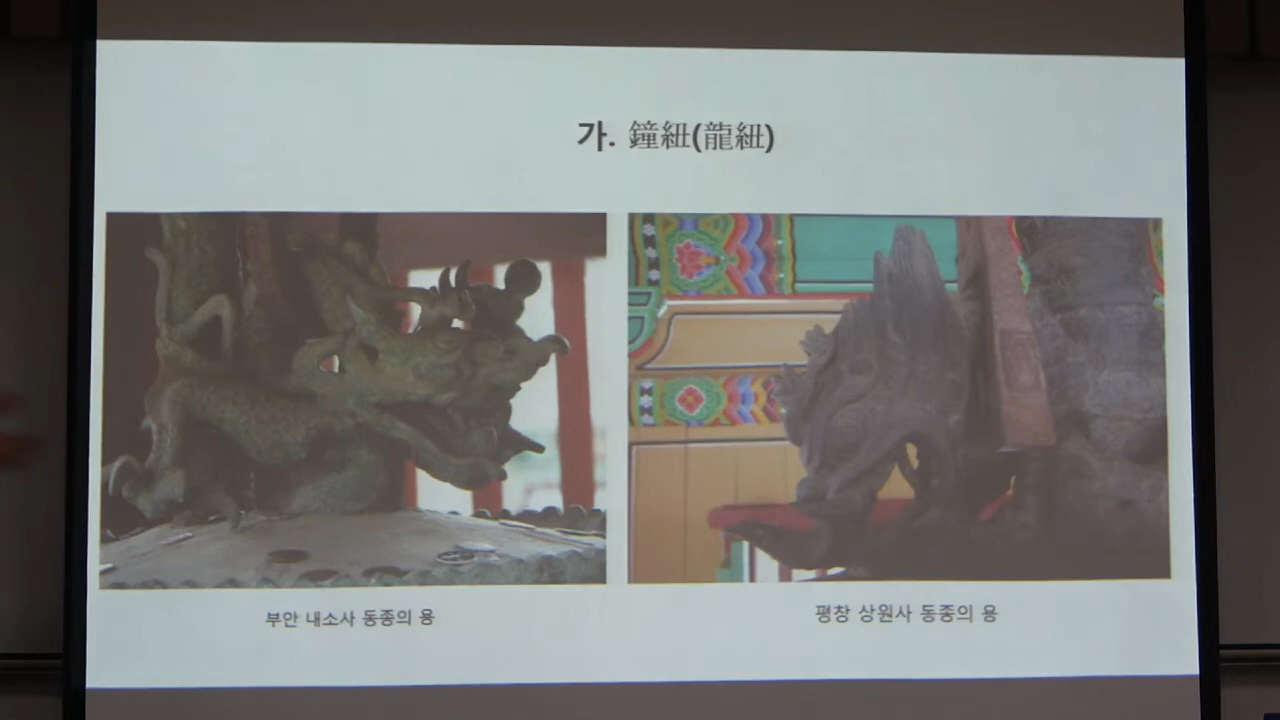 가. 鐘紐(龍紐)
부안 내소사 동종의 용
평창 상원사 동종의 용